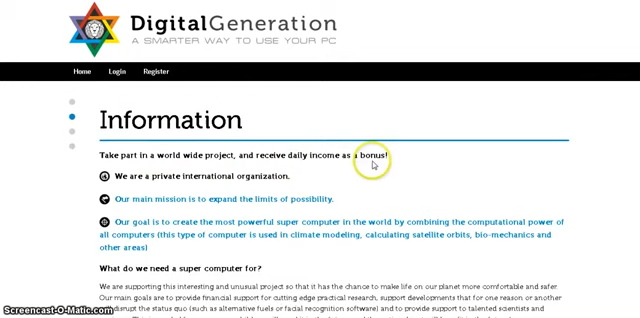 DigitalGeneration
A SMARTER WAY TO USE YOUR PC
Home Login Register
Information
Take part in a world wide project, and receive daily income as a bonus!
We are a private international organization.
Our main mission is to expand the limits of possibility.
Our goal is to create the most powerful super computer in the world by combining the computational power of
all computers (this type of computer is used in climate modeling, calculating satellite orbits, bio-mechanics and
other areas)
What do we need a super computer for?
We are supporting this interesting and unusual project so that it has the chance to make life on our planet more comfortable and safer.
Our main goals are to provide financial support for cutting edge practical research, support developments that for one reason or another
disrupt the status quo (such as alternative fuels or facial recognition software) and to provide support to talented scientists and
Screencast-O-Matic.com